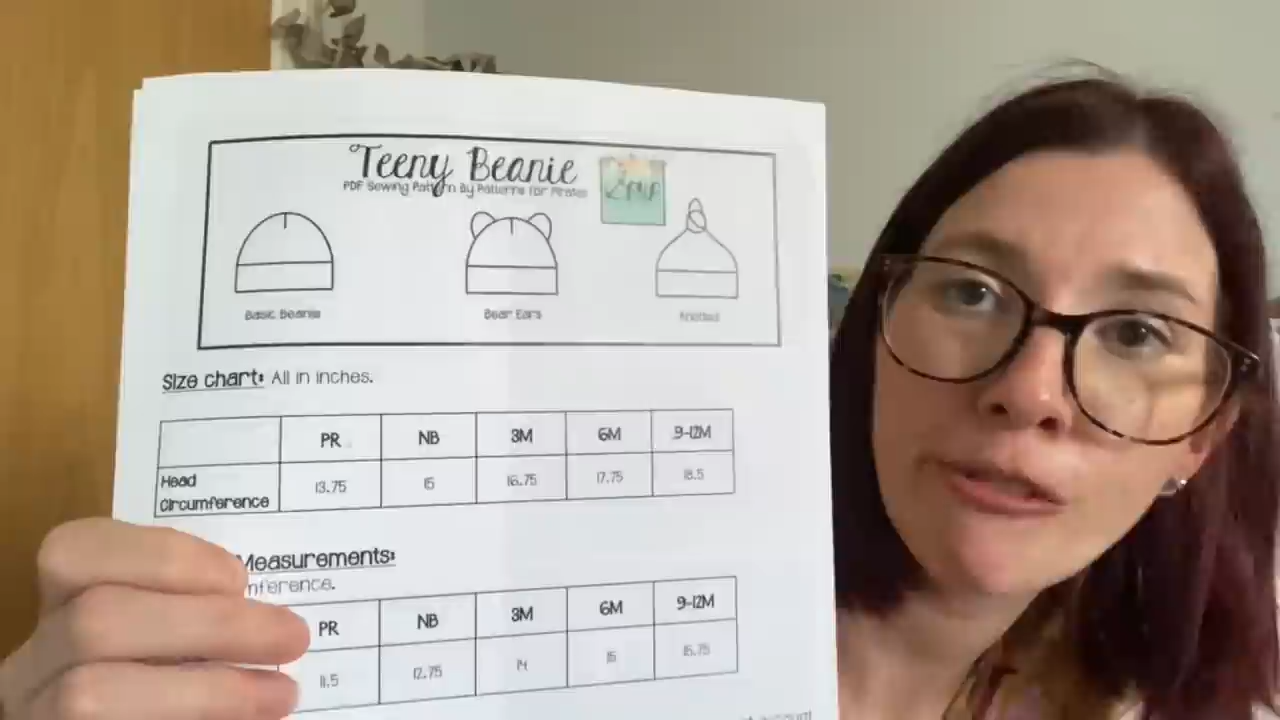 Teeny Beanie
PDF Sewing Pattern By Patterns for Pirates
P4P
Basic Beanie Bear Ears Knotted
Size chart: All in inches.
PR NB 3M 6M 9-12M
Head Circumference 13.75 15 16.75 17.75 18.5
Measurements:
nference.
PR NB 3M 6M 9-12M
11.5 12.75 14 15 15.75